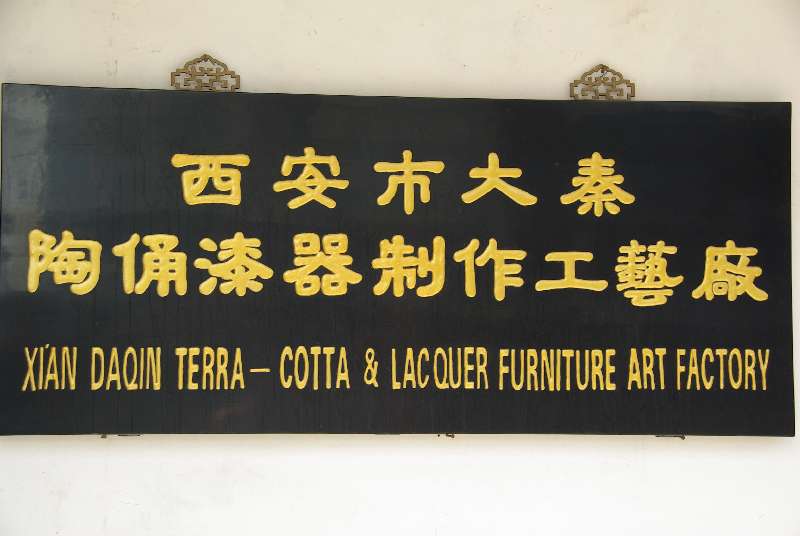 西安市大秦
陶俑漆器制作工藝廠
XI'AN DAQIN TERRA-COTTA & LACQUER FURNITURE ART FACTORY